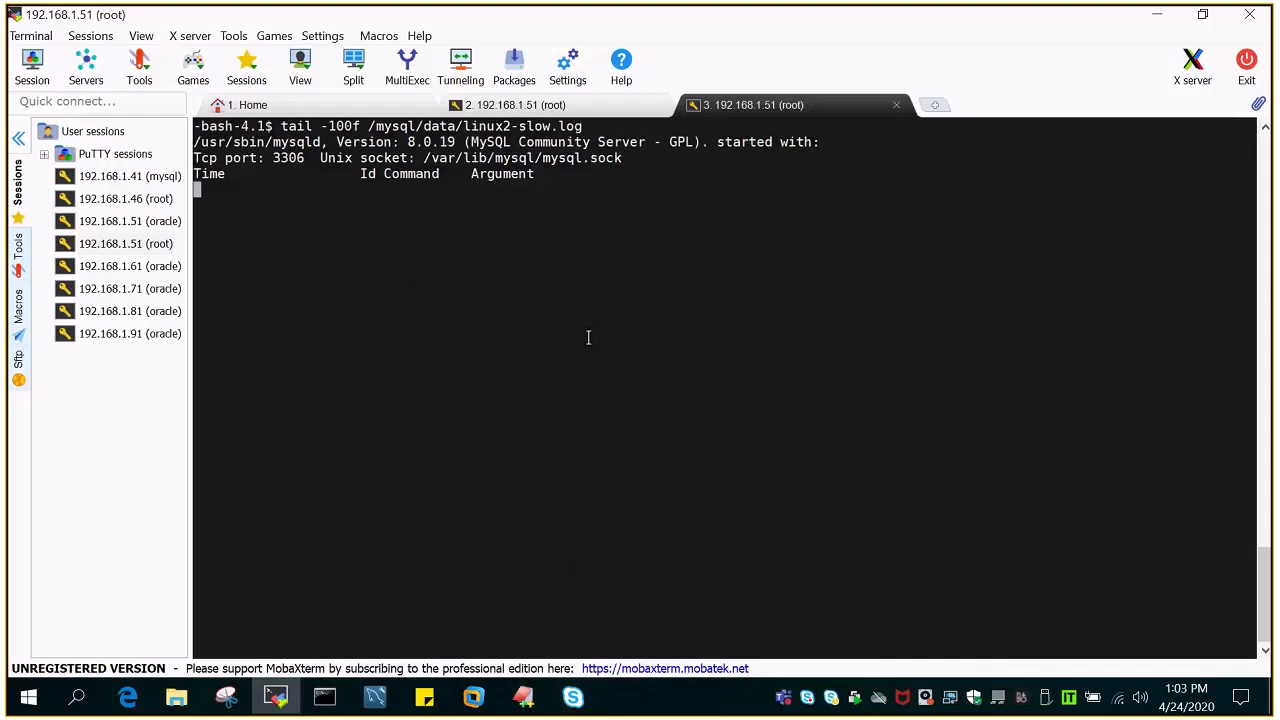 192.168.1.51 (root)
Terminal Sessions View X server Tools Games Settings Macros Help
Session Servers Tools Games Sessions View Split MultiExec Tunneling Packages Settings Help X server Exit
Quick connect... 1. Home 2. 192.168.1.51 (root) 3. 192.168.1.51 (root)
User sessions
PuTTY sessions
192.168.1.41 (mysql)
192.168.1.46 (root)
192.168.1.51 (oracle)
192.168.1.51 (root)
192.168.1.61 (oracle)
192.168.1.71 (oracle)
192.168.1.81 (oracle)
192.168.1.91 (oracle)
Sessions
Tools
Macros
Sftp
-bash-4.1$ tail -100f /mysql/data/linux2-slow.log
/usr/sbin/mysqld, Version: 8.0.19 (MySQL Community Server - GPL). started with:
Tcp port: 3306  Unix socket: /var/lib/mysql/mysql.sock
Time                 Id Command    Argument
UNREGISTERED VERSION - Please support MobaXterm by subscribing to the professional edition here: https://mobaxterm.mobatek.net
1:03 PM
4/24/2020